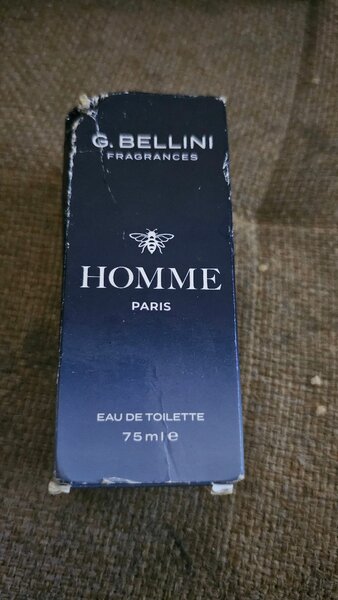 G. BELLINI
FRAGRANCES
HOMME
PARIS
EAU DE TOILETTE
75ml e